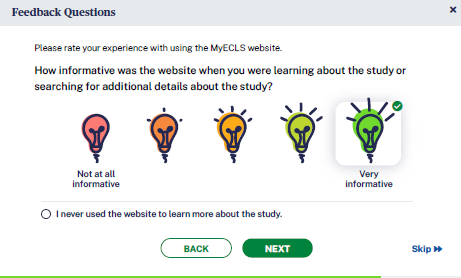 Feedback Questions
×
Please rate your experience with using the MyECLS website.
How informative was the website when you were learning about the study or
searching for additional details about the study?
Not at all
informative
Very
informative
I never used the website to learn more about the study.
BACK
NEXT
Skip